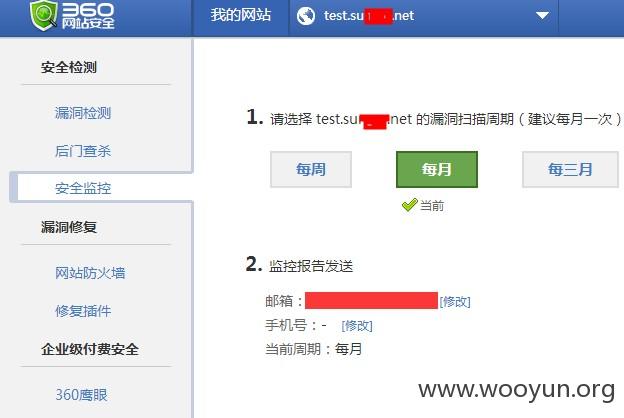 360
网站安全
我的网站
test.su .net
安全检测
漏洞检测
后门查杀
安全监控
漏洞修复
网站防火墙
修复插件
企业级付费安全
360鹰眼
1. 请选择 test.su .net 的漏洞扫描周期（建议每月一次）
每周
每月
每三月
当前
2. 监控报告发送
邮箱： [修改]
手机号：- [修改]
当前周期：每月
www.wooyun.org